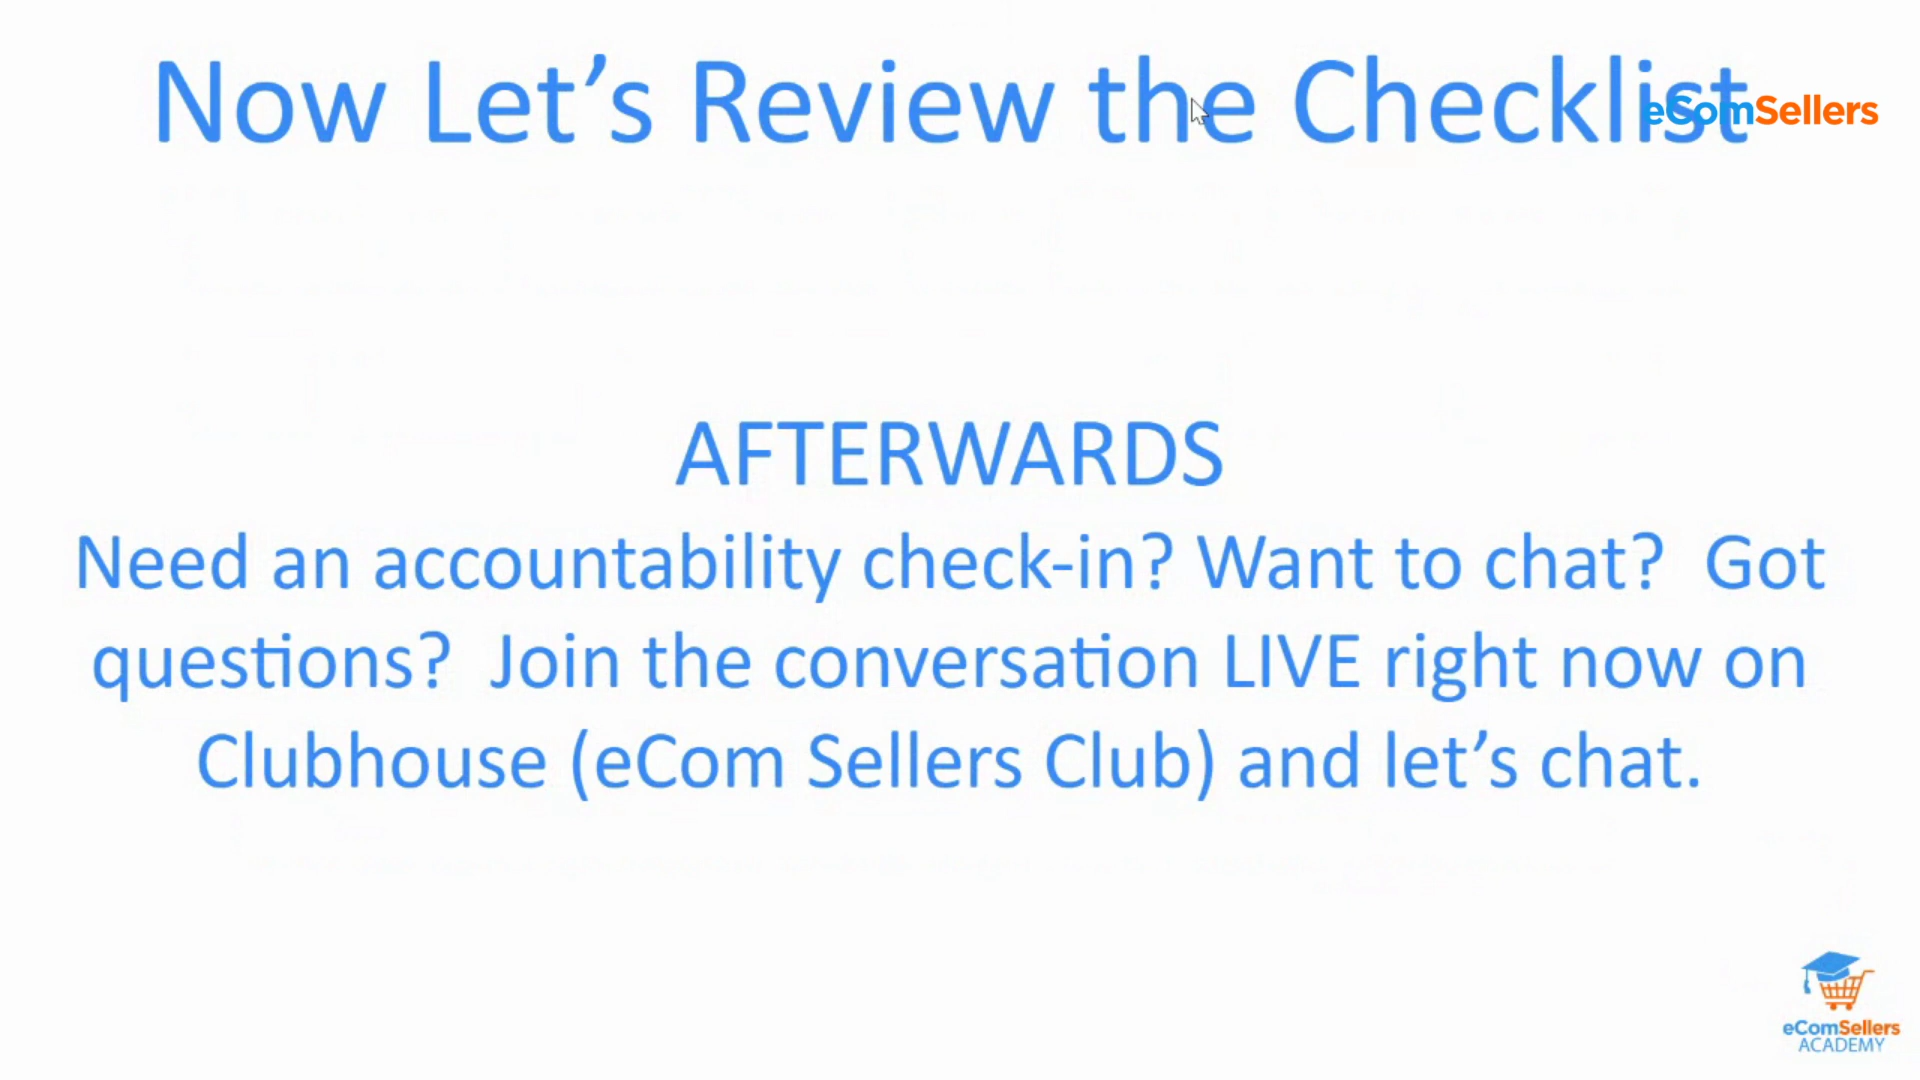 Now Let’s Review the Checklist
eComSellers
AFTERWARDS
Need an accountability check-in? Want to chat?  Got
questions?  Join the conversation LIVE right now on
Clubhouse (eCom Sellers Club) and let’s chat.
eComSellers
ACADEMY